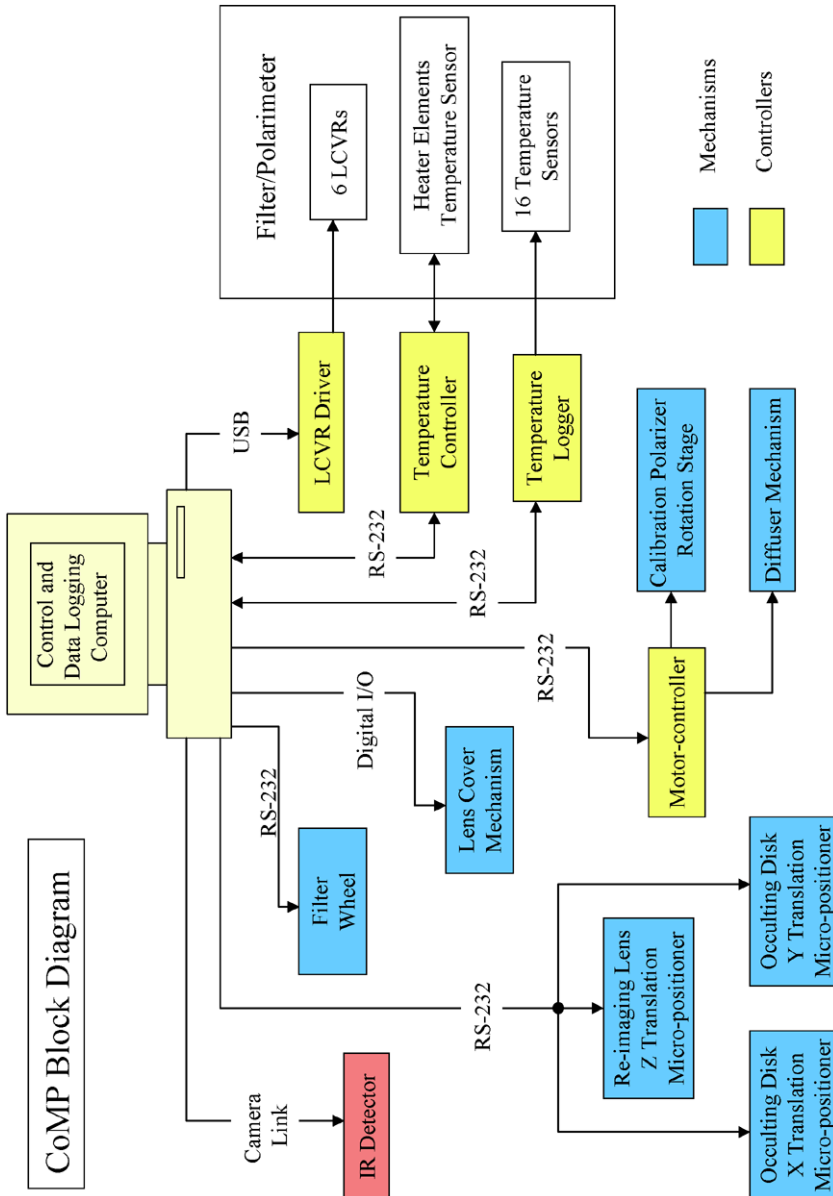 CoMP Block Diagram
Control and
Data Logging
Computer
Camera
Link
IR Detector
RS-232
Filter
Wheel
Digital I/O
Lens Cover
Mechanism
RS-232
Re-imaging Lens
Z Translation
Micro-positioner
Occulting Disk
X Translation
Micro-positioner
Occulting Disk
Y Translation
Micro-positioner
RS-232
Motor-controller
Calibration Polarizer
Rotation Stage
Diffuser Mechanism
RS-232
Temperature
Logger
RS-232
Temperature
Controller
USB
LCVR Driver
Filter/Polarimeter
6 LCVRs
Heater Elements
Temperature Sensor
16 Temperature
Sensors
Mechanisms
Controllers